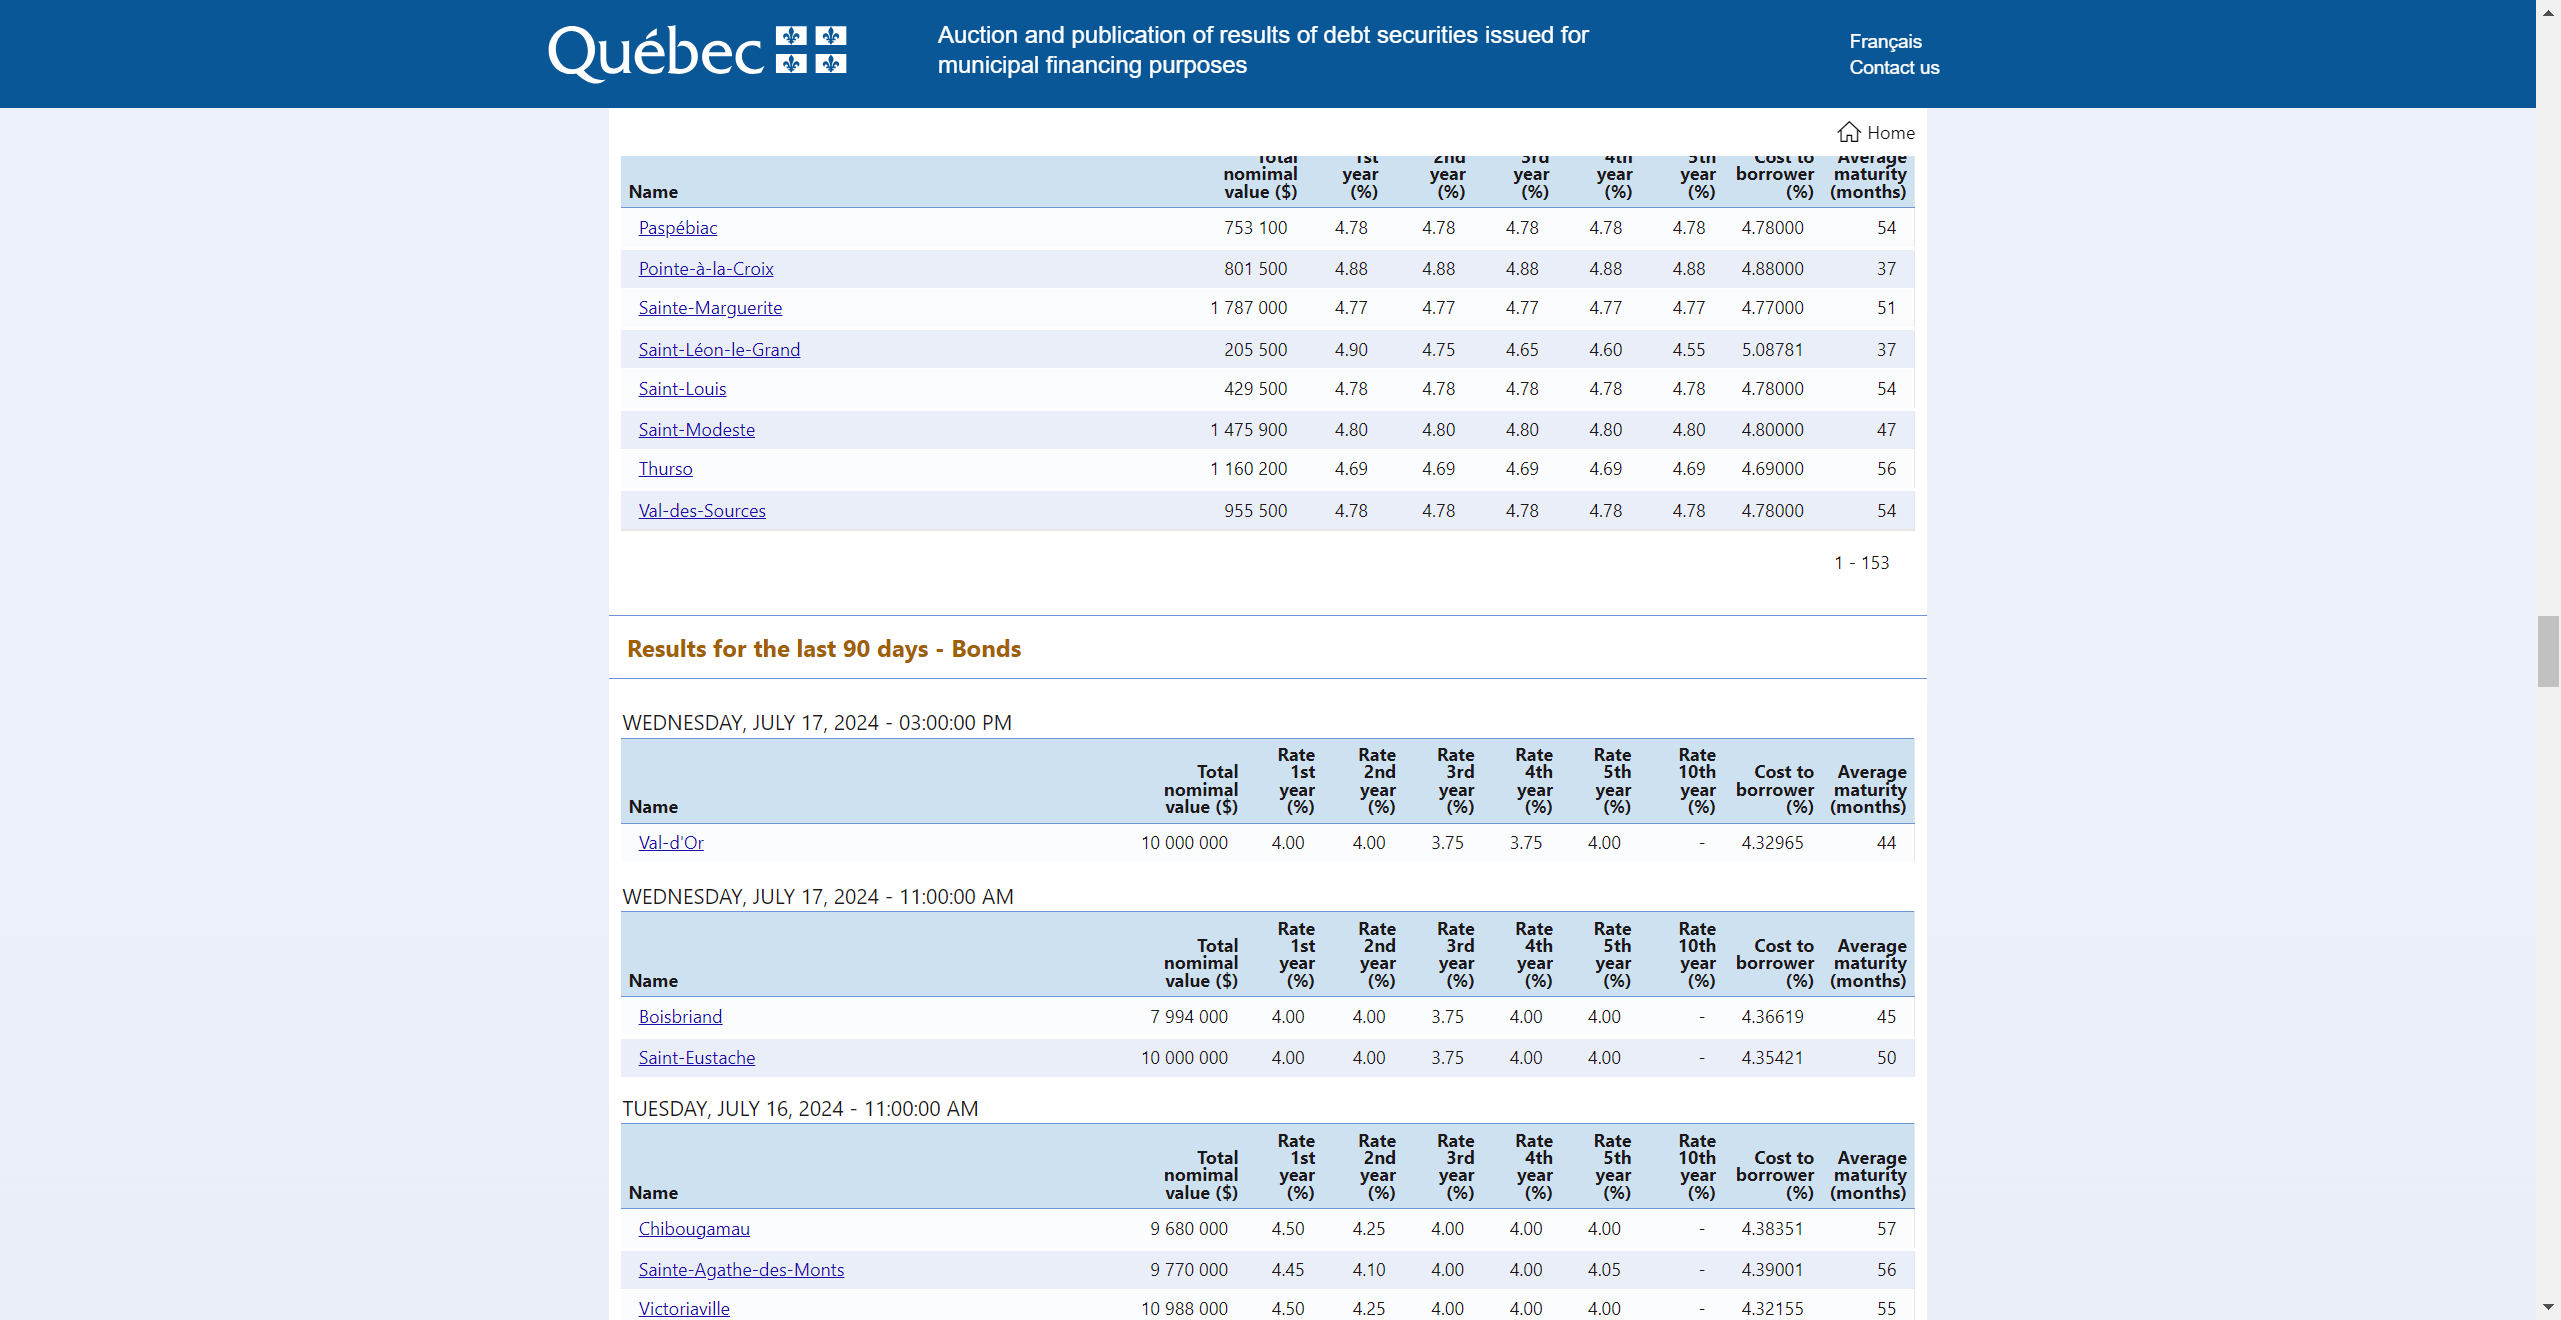 Québec
Auction and publication of results of debt securities issued for
municipal financing purposes
Français
Contact us
Home
Name Total nomimal value ($) 1st year (%) 2nd year (%) 3rd year (%) 4th year (%) 5th year (%) Cost to borrower (%) Average maturity (months)
Paspébiac 753 100 4.78 4.78 4.78 4.78 4.78 4.78000 54
Pointe-à-la-Croix 801 500 4.88 4.88 4.88 4.88 4.88 4.88000 37
Sainte-Marguerite 1 787 000 4.77 4.77 4.77 4.77 4.77 4.77000 51
Saint-Léon-le-Grand 205 500 4.90 4.75 4.65 4.60 4.55 5.08781 37
Saint-Louis 429 500 4.78 4.78 4.78 4.78 4.78 4.78000 54
Saint-Modeste 1 475 900 4.80 4.80 4.80 4.80 4.80 4.80000 47
Thurso 1 160 200 4.69 4.69 4.69 4.69 4.69 4.69000 56
Val-des-Sources 955 500 4.78 4.78 4.78 4.78 4.78 4.78000 54
1 - 153
Results for the last 90 days - Bonds
WEDNESDAY, JULY 17, 2024 - 03:00:00 PM
Name Total nomimal value ($) Rate 1st year (%) Rate 2nd year (%) Rate 3rd year (%) Rate 4th year (%) Rate 5th year (%) Rate 10th year (%) Cost to borrower (%) Average maturity (months)
Val-d'Or 10 000 000 4.00 4.00 3.75 3.75 4.00 - 4.32965 44
WEDNESDAY, JULY 17, 2024 - 11:00:00 AM
Name Total nomimal value ($) Rate 1st year (%) Rate 2nd year (%) Rate 3rd year (%) Rate 4th year (%) Rate 5th year (%) Rate 10th year (%) Cost to borrower (%) Average maturity (months)
Boisbriand 7 994 000 4.00 4.00 3.75 4.00 4.00 - 4.36619 45
Saint-Eustache 10 000 000 4.00 4.00 3.75 4.00 4.00 - 4.35421 50
TUESDAY, JULY 16, 2024 - 11:00:00 AM
Name Total nomimal value ($) Rate 1st year (%) Rate 2nd year (%) Rate 3rd year (%) Rate 4th year (%) Rate 5th year (%) Rate 10th year (%) Cost to borrower (%) Average maturity (months)
Chibougamau 9 680 000 4.50 4.25 4.00 4.00 4.00 - 4.38351 57
Sainte-Agathe-des-Monts 9 770 000 4.45 4.10 4.00 4.00 4.05 - 4.39001 56
Victoriaville 10 988 000 4.50 4.25 4.00 4.00 4.00 - 4.32155 55